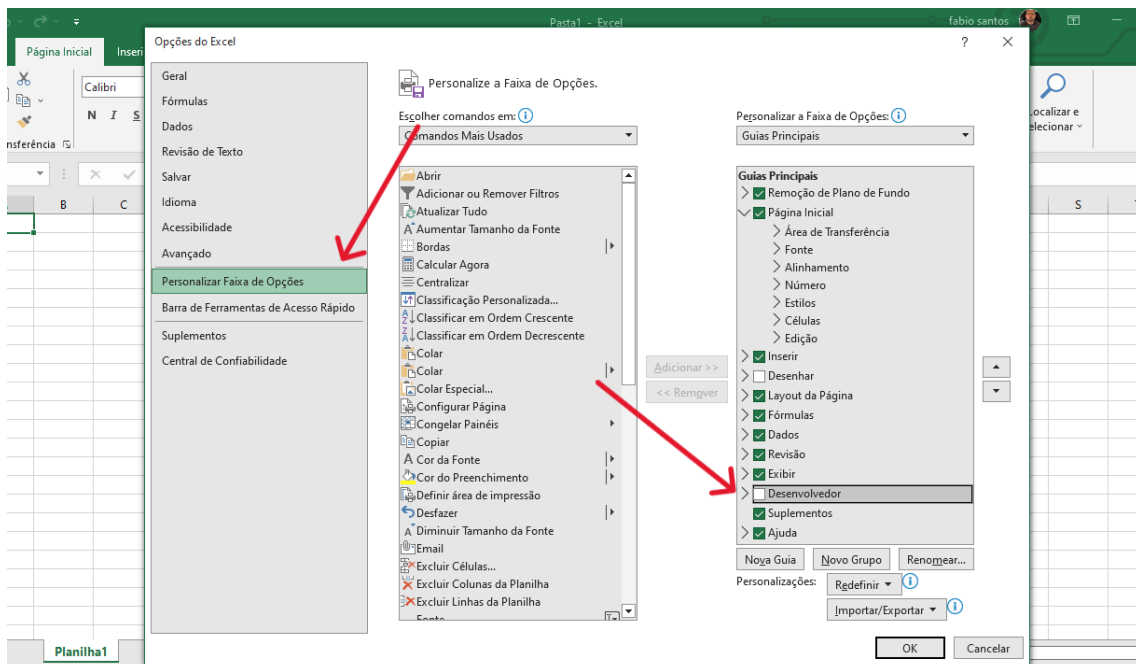 Pasta1 - Excel
fabio santos
Página Inicial
Inseri
Calibri
N I S
nsferência
Localizar e
elecionar
B
C
S
Planilha1
Opções do Excel
?
Geral
Fórmulas
Dados
Revisão de Texto
Salvar
Idioma
Acessibilidade
Avançado
Personalizar Faixa de Opções
Barra de Ferramentas de Acesso Rápido
Suplementos
Central de Confiabilidade
Personalize a Faixa de Opções.
Escolher comandos em:
Comandos Mais Usados
Abrir
Adicionar ou Remover Filtros
Atualizar Tudo
Aumentar Tamanho da Fonte
Bordas
Calcular Agora
Centralizar
Classificação Personalizada...
Classificar em Ordem Crescente
Classificar em Ordem Decrescente
Colar
Colar
Colar Especial...
Configurar Página
Congelar Painéis
Copiar
Cor da Fonte
Cor do Preenchimento
Definir área de impressão
Desfazer
Diminuir Tamanho da Fonte
Email
Excluir Células...
Excluir Colunas da Planilha
Excluir Linhas da Planilha
Fonte
Adicionar >>
<< Remover
Personalizar a Faixa de Opções:
Guias Principais
Guias Principais
Remoção de Plano de Fundo
Página Inicial
Área de Transferência
Fonte
Alinhamento
Número
Estilos
Células
Edição
Inserir
Desenhar
Layout da Página
Fórmulas
Dados
Revisão
Exibir
Desenvolvedor
Suplementos
Ajuda
Nova Guia
Novo Grupo
Renomear...
Personalizações:
Redefinir
Importar/Exportar
OK
Cancelar